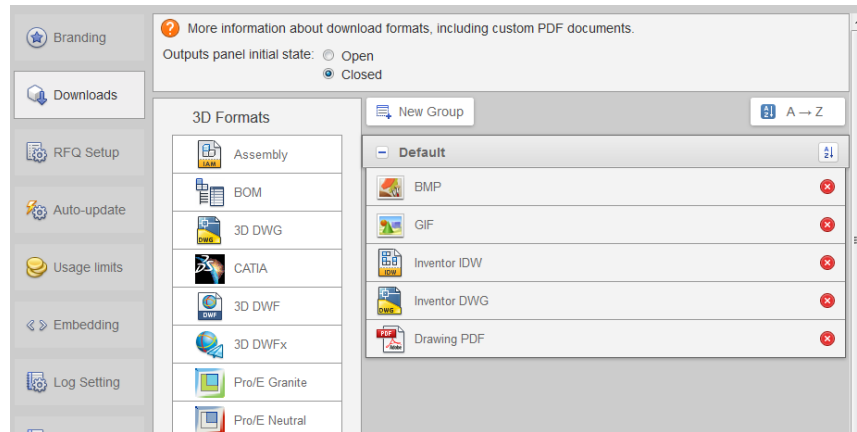 Branding
Downloads
RFQ Setup
Auto-update
Usage limits
Embedding
Log Setting
More information about download formats, including custom PDF documents.
Outputs panel initial state: Open
Closed
3D Formats
Assembly
BOM
3D DWG
CATIA
3D DWF
3D DWFx
Pro/E Granite
Pro/E Neutral
New Group
A → Z
Default
BMP
GIF
Inventor IDW
Inventor DWG
Drawing PDF
IAM
DWG
DWF
IDW
DWG
PDF
Adobe